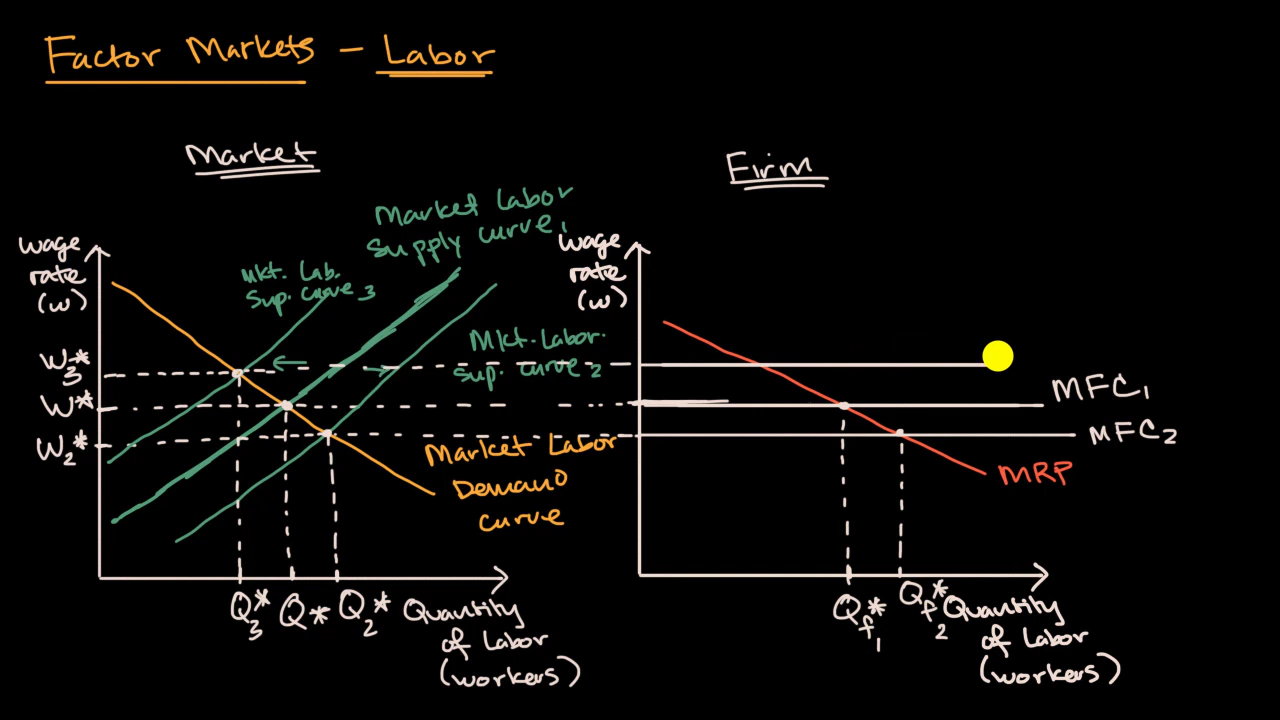 Factor Markets - Labor
Market
wage
rate
(w)
Market Labor
Supply curve1
Mkt. Lab.
Sup. Curve3
Mkt. Labor.
Sup. Curve2
W3*
W*
W2*
Market Labor
Demand
curve
Q3*
Q*
Q2*
Quantity
of Labor
(workers)
Firm
wage
rate
(w)
MFC1
MFC2
MRP
Qf1*
Qf2*
Quantity
of Labor
(workers)